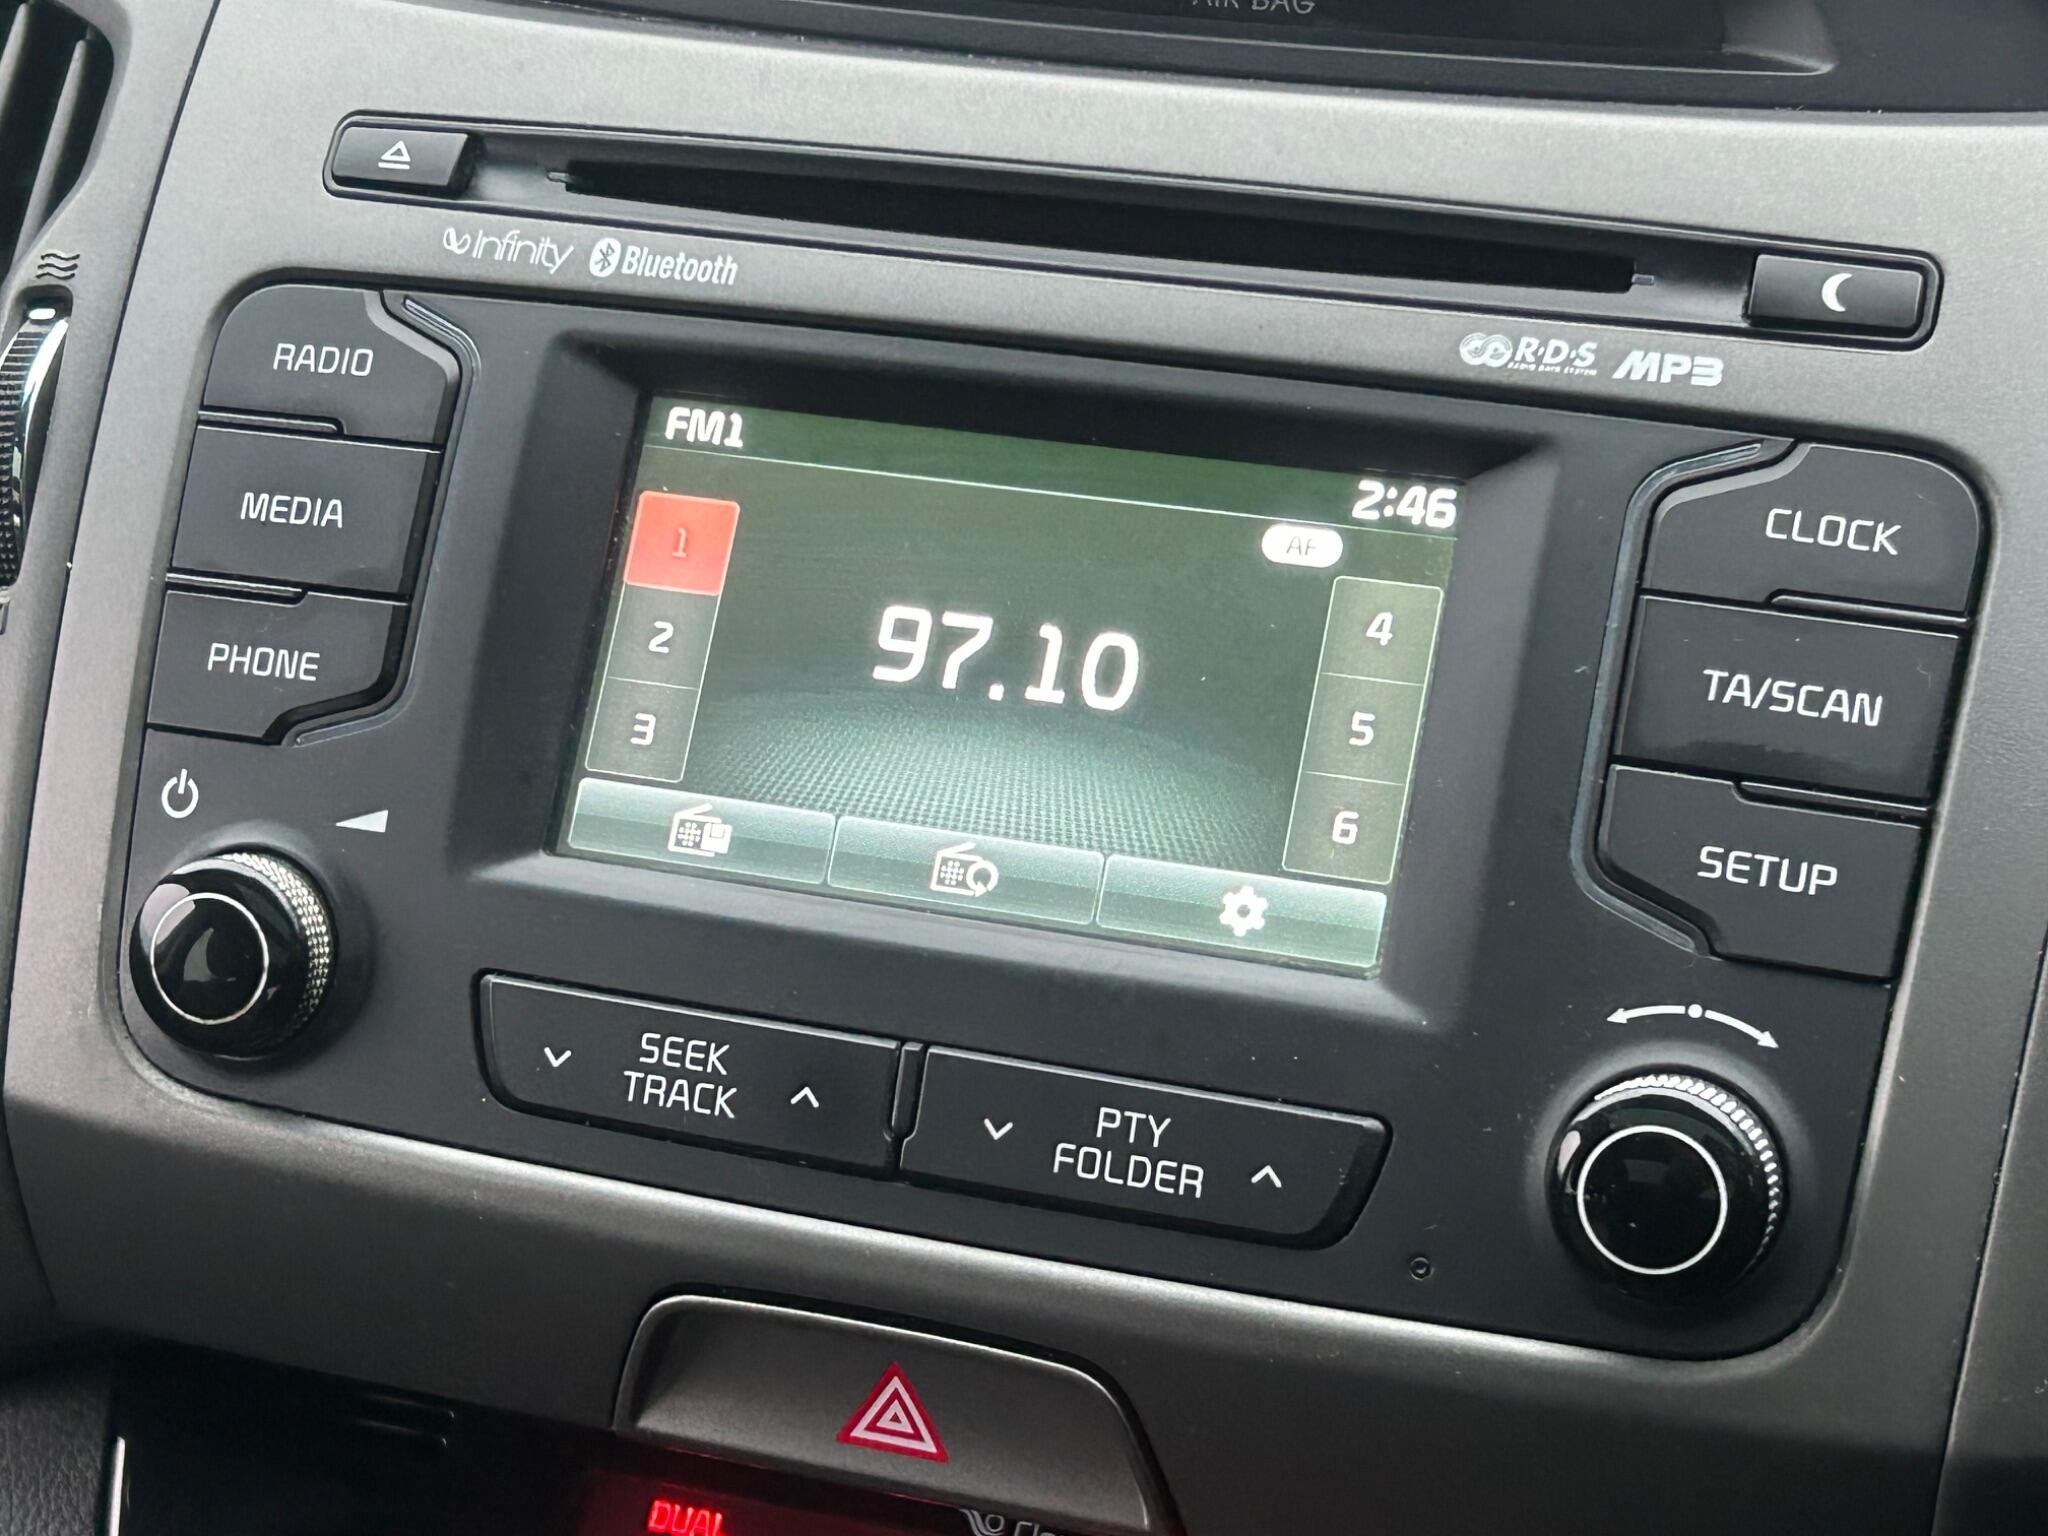 AIR BAG
Infinity Bluetooth
R·D·S MP3
RADIO
MEDIA
PHONE
FM1
2:46
AF
1
2
3
97.10
4
5
6
CLOCK
TA/SCAN
SETUP
SEEK
TRACK
PTY
FOLDER
DUAL